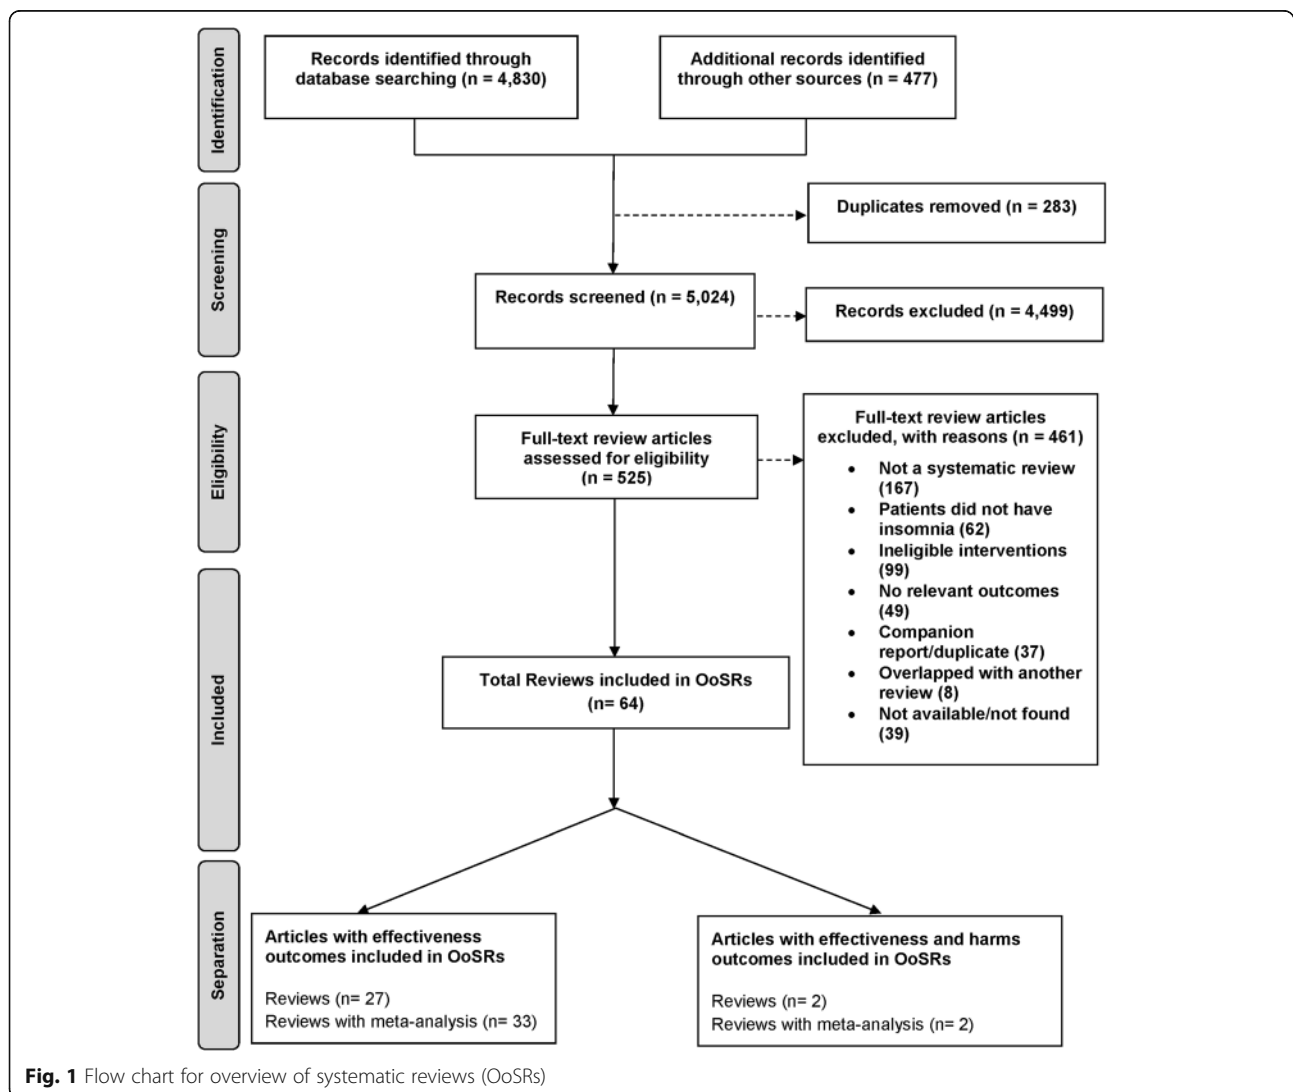 Identification
Records identified through
database searching (n = 4,830)
Additional records identified
through other sources (n = 477)
Screening
Duplicates removed (n = 283)
Records screened (n = 5,024)
Records excluded (n = 4,499)
Eligibility
Full-text review articles
assessed for eligibility
(n = 525)
Full-text review articles
excluded, with reasons (n = 461)
• Not a systematic review
(167)
• Patients did not have
insomnia (62)
• Ineligible interventions
(99)
• No relevant outcomes
(49)
• Companion
report/duplicate (37)
• Overlapped with another
review (8)
• Not available/not found
(39)
Included
Total Reviews included in OoSRs
(n= 64)
Separation
Articles with effectiveness
outcomes included in OoSRs
Reviews (n= 27)
Reviews with meta-analysis (n= 33)
Articles with effectiveness and harms
outcomes included in OoSRs
Reviews (n= 2)
Reviews with meta-analysis (n= 2)
Fig. 1 Flow chart for overview of systematic reviews (OoSRs)